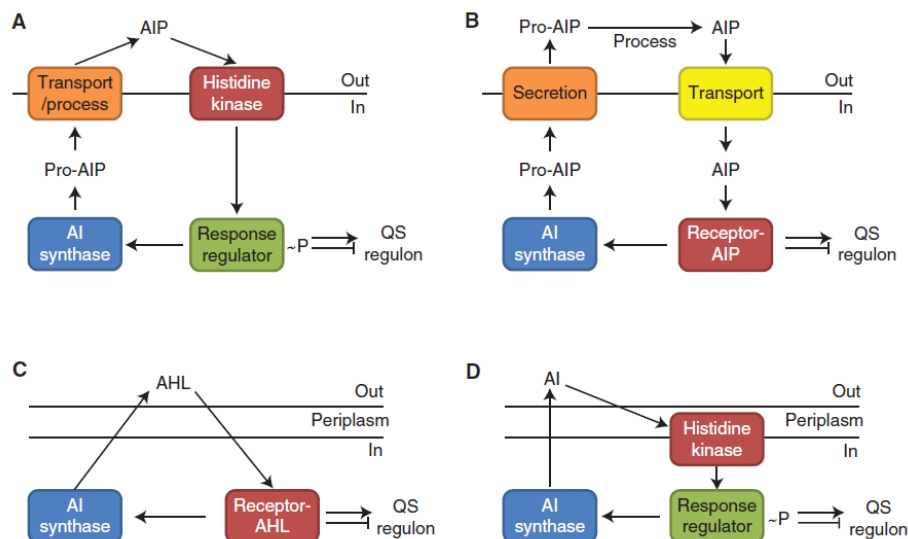 A
AIP
Transport
/process
Histidine
kinase
Out
In
Pro-AIP
AI
synthase
Response
regulator
~P
QS
regulon
B
Pro-AIP
Process
AIP
Secretion
Transport
Out
In
Pro-AIP
AIP
AI
synthase
Receptor-
AIP
QS
regulon
C
AHL
Out
Periplasm
In
AI
synthase
Receptor-
AHL
QS
regulon
D
AI
Out
Periplasm
Histidine
kinase
In
AI
synthase
Response
regulator
~P
QS
regulon